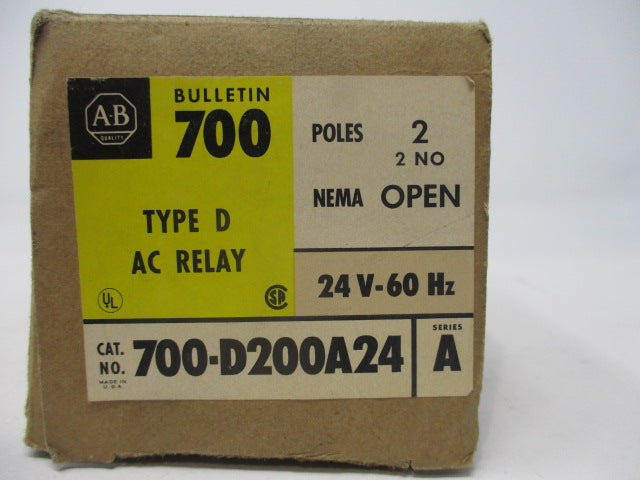 A-B
QUALITY
BULLETIN
700
TYPE D
AC RELAY
UL
SA
POLES 2
2 NO
NEMA OPEN
24 V-60 Hz
CAT. NO. 700-D200A24
MADE IN U.S.A.
SERIES
A